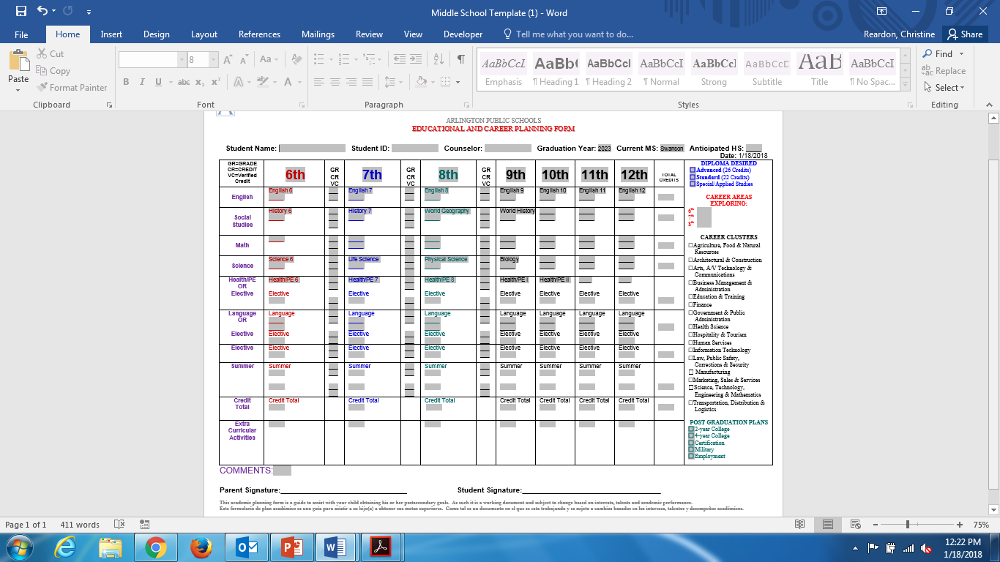 Middle School Template (1) - Word
File Home Insert Design Layout References Mailings Review View Developer Tell me what you want to do... Reardon, Christine Share
Paste Cut Copy Format Painter
8 Aa
B I U abc x₂ x² A ab A
AaBbCcI AaBb( AaBbCcI AaBbCcI AaBbCcI AaBbCcD AaB AaBbCcI
Emphasis ¶ Heading 1 ¶ Heading 2 ¶ Normal Strong Subtitle Title ¶ No Spac...
Find Replace Select
Clipboard Font Paragraph Styles Editing
ARLINGTON PUBLIC SCHOOLS
EDUCATIONAL AND CAREER PLANNING FORM
Student Name: Student ID: Counselor: Graduation Year: 2023 Current MS: Swanson Anticipated HS:
Date: 1/18/2018
GR=GRADE
CR=CREDIT
VC=Verified
Credit
6th GR CR VC 7th GR CR VC 8th GR CR VC 9th 10th 11th 12th TOTAL CREDITS
English English 6 English 7 English 8 English 9 English 10 English 11 English 12
Social Studies History 6 History 7 World Geography World History
Math
Science Science 6 Life Science Physical Science Biology
Health/PE OR Health/PE 6 Health/PE 7 Health/PE 8 Health/PE I Health/PE II
Elective Elective Elective Elective Elective Elective Elective Elective
Language OR Language Language Language Language Language Language Language
Elective Elective Elective Elective Elective Elective Elective Elective
Elective Elective Elective Elective Elective Elective Elective Elective
Summer Summer Summer Summer Summer Summer Summer Summer
Credit Total Credit Total Credit Total Credit Total Credit Total Credit Total Credit Total Credit Total
Extra Curricular Activities
DIPLOMA DESIRED
Advanced (26 Credits)
Standard (22 Credits)
Special/Applied Studies
CAREER AREAS
EXPLORING:
6th
7th
8th
CAREER CLUSTERS
Agriculture, Food & Natural
Resources
Architectural & Construction
Arts, A/V Technology &
Communications
Business Management &
Administration
Education & Training
Finance
Government & Public
Administration
Health Science
Hospitality & Tourism
Human Services
Information Technology
Law, Public Safety,
Corrections & Security
Manufacturing
Marketing, Sales & Services
Science, Technology,
Engineering & Mathematics
Transportation, Distribution &
Logistics
POST GRADUATION PLANS
2-year College
4-year College
Certification
Military
Employment
COMMENTS:
Parent Signature: Student Signature:
This academic planning form is a guide to assist with your child obtaining his or her postsecondary goals. As such it is a working document and subject to change based on interests, talents and academic performance.
Este formulario de plan académico es una guía para asistir a su hijo(a) a obtener sus metas superiores. Como tal es un documento en el que se esta trabajando y es sujeto a cambios basados en los intereses, talentos y desempeños académicos.
Page 1 of 1 411 words 75%
12:22 PM
1/18/2018